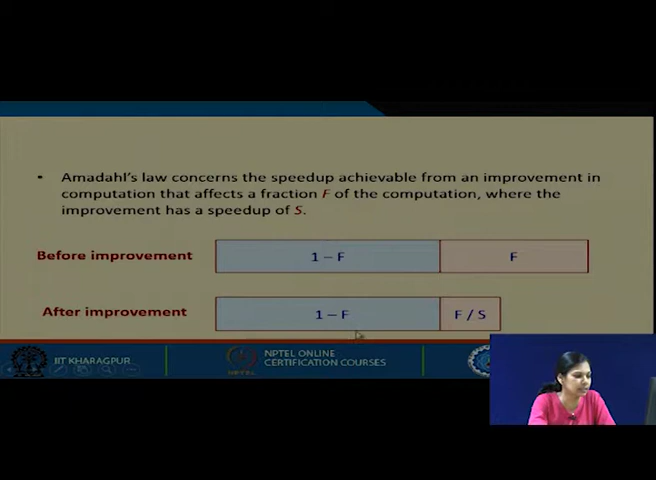 • Amadahl's law concerns the speedup achievable from an improvement in
computation that affects a fraction F of the computation, where the
improvement has a speedup of S.
Before improvement
1 – F
F
After improvement
1 – F
F / S
IIT KHARAGPUR
NPTEL
NPTEL ONLINE
CERTIFICATION COURSES